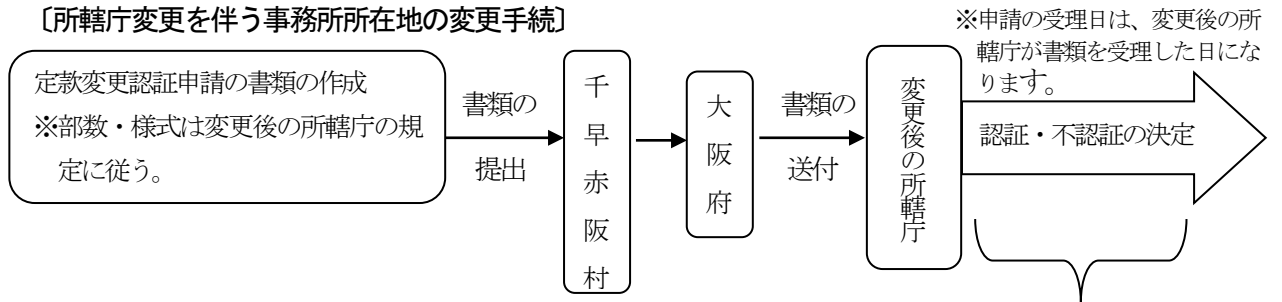 〔所轄庁変更を伴う事務所所在地の変更手続〕
※申請の受理日は、変更後の所
轄庁が書類を受理した日にな
ります。
定款変更認証申請の書類の作成
※部数・様式は変更後の所轄庁の規
定に従う。
書類の
提出
千早赤阪村
大阪府
書類の
送付
変更後の所轄庁
認証・不認証の決定